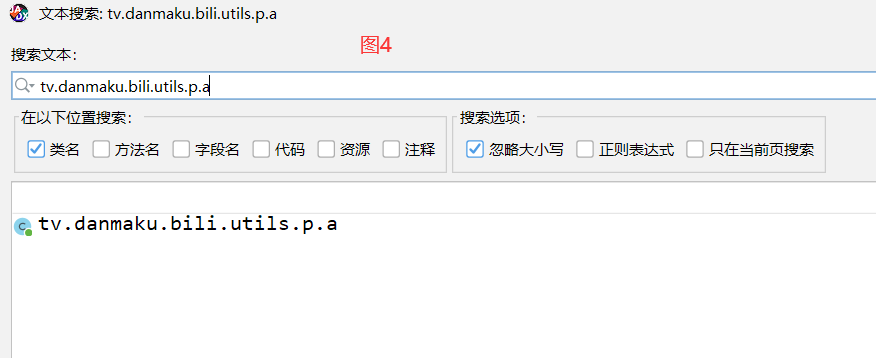 文本搜索: tv.danmaku.bili.utils.p.a
图4
搜索文本:
tv.danmaku.bili.utils.p.a
在以下位置搜索: 搜索选项:
类名 方法名 字段名 代码 资源 注释 忽略大小写 正则表达式 只在当前页搜索
tv.danmaku.bili.utils.p.a